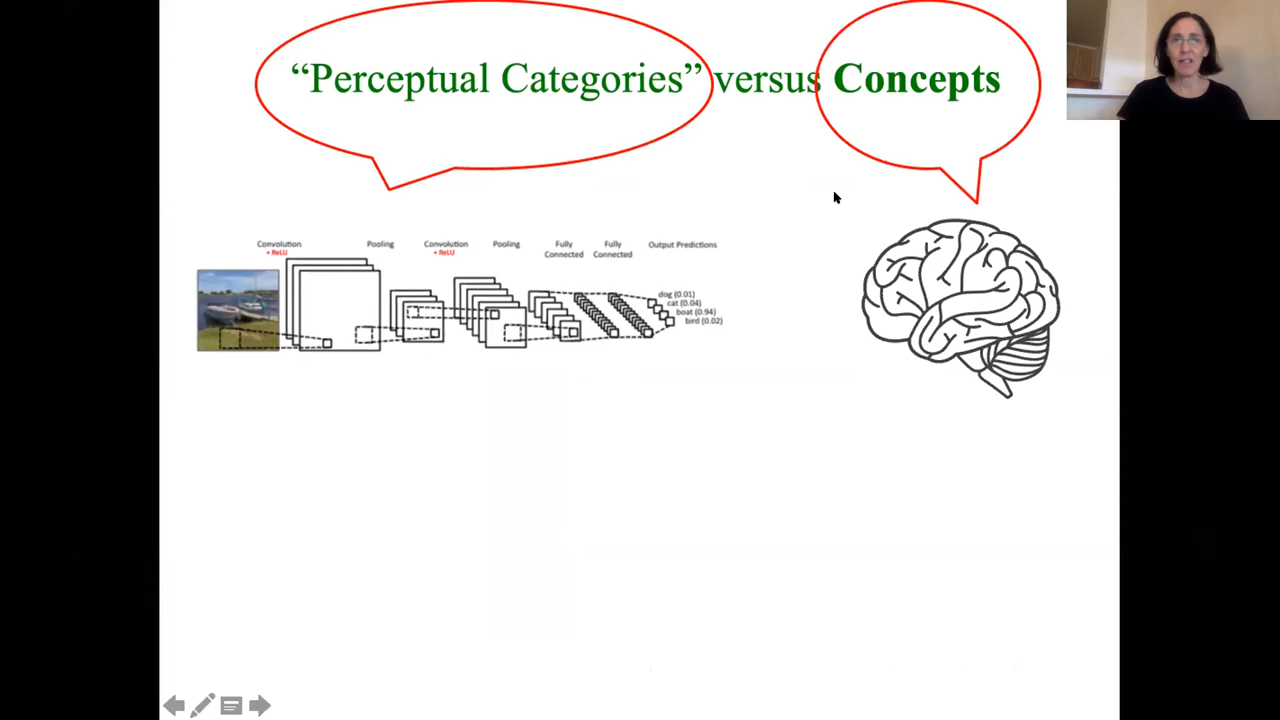 “Perceptual Categories” versus Concepts
Convolution Pooling Convolution Pooling Fully Fully Output Predictions
+ ReLU + ReLU Connected Connected
dog (0.01)
cat (0.04)
boat (0.94)
bird (0.02)